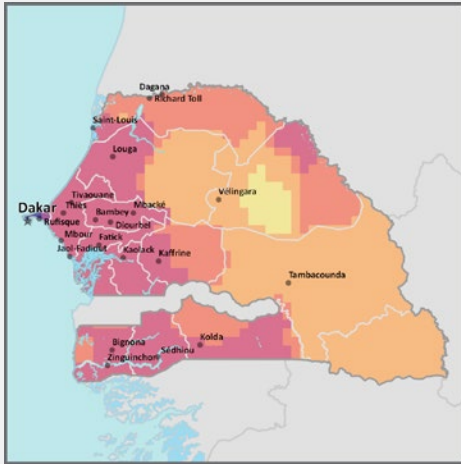 Dagana
Richard Toll
Saint-Louis
Louga
Tivaouane
Thiès
Dakar
Bambey
Mbacké
Vélingara
Rufisque
Diourbel
Mbour
Fatick
Joal-Fadiout
Kaolack
Kaffrine
Tambacounda
Kolda
Bignona
Sédhiou
Zinguinchor